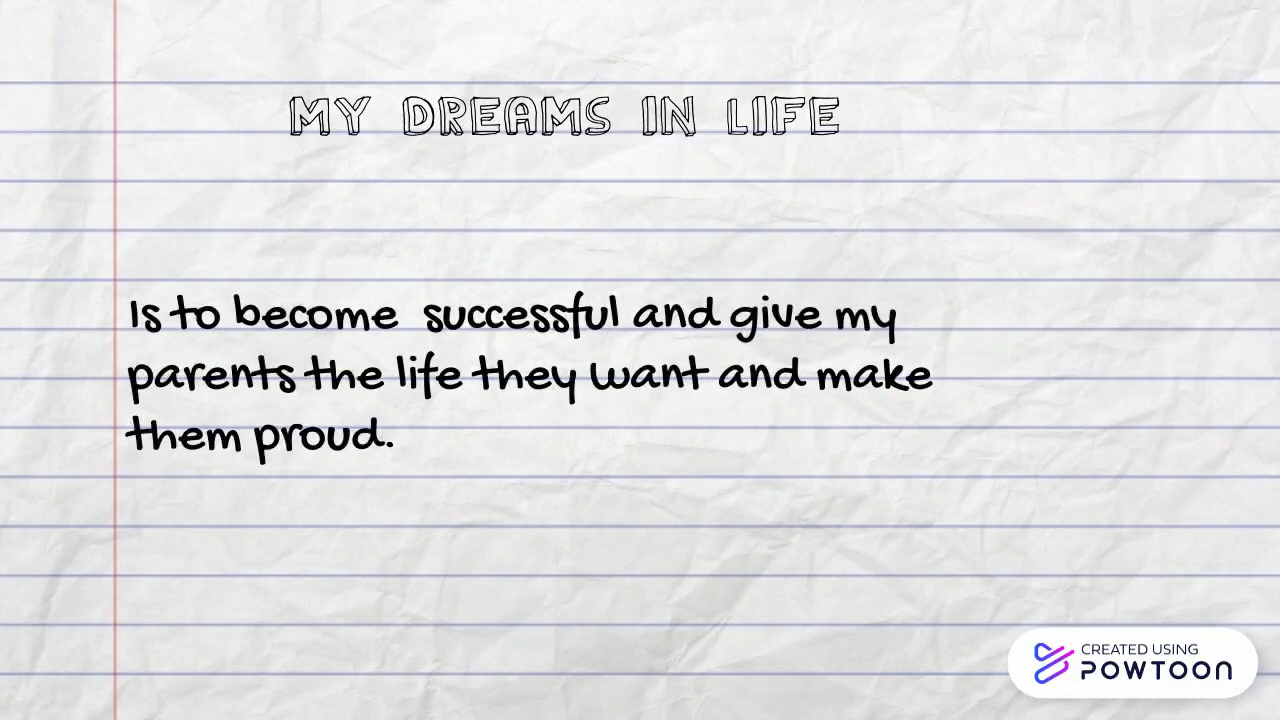 MY DREAMS IN LIFE
Is to become successful and give my
parents the life they want and make
them proud.
CREATED USING
POWTOON